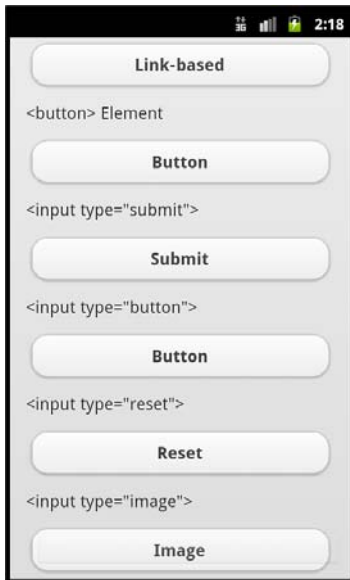 3G 2:18
Link-based
<button> Element
Button
<input type="submit">
Submit
<input type="button">
Button
<input type="reset">
Reset
<input type="image">
Image